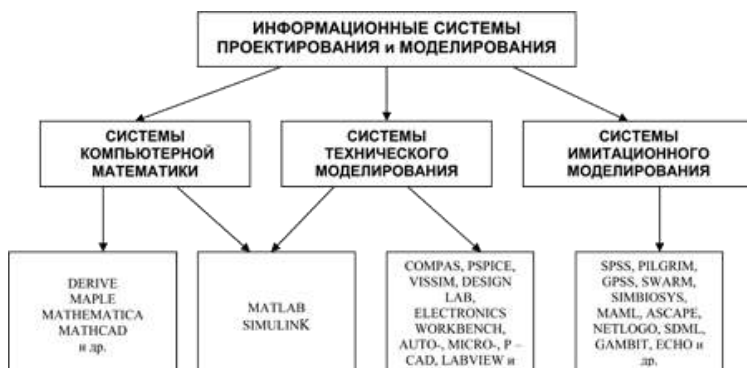 ИНФОРМАЦИОННЫЕ СИСТЕМЫ
ПРОЕКТИРОВАНИЯ и МОДЕЛИРОВАНИЯ
СИСТЕМЫ
КОМПЬЮТЕРНОЙ
МАТЕМАТИКИ
СИСТЕМЫ
ТЕХНИЧЕСКОГО
МОДЕЛИРОВАНИЯ
СИСТЕМЫ
ИМИТАЦИОННОГО
МОДЕЛИРОВАНИЯ
DERIVE
MAPLE
MATHEMATICA
MATHCAD
и др.
MATLAB
SIMULINK
COMPAS, PSPICE,
VISSIM, DESIGN
LAB,
ELECTRONICS
WORKBENCH,
AUTO-, MICRO-, P –
CAD, LABVIEW и
SPSS, PILGRIM,
GPSS, SWARM,
SIMBIOSYS,
MAML, ASCAPE,
NETLOGO, SDML,
GAMBIT, ECHO и
др.